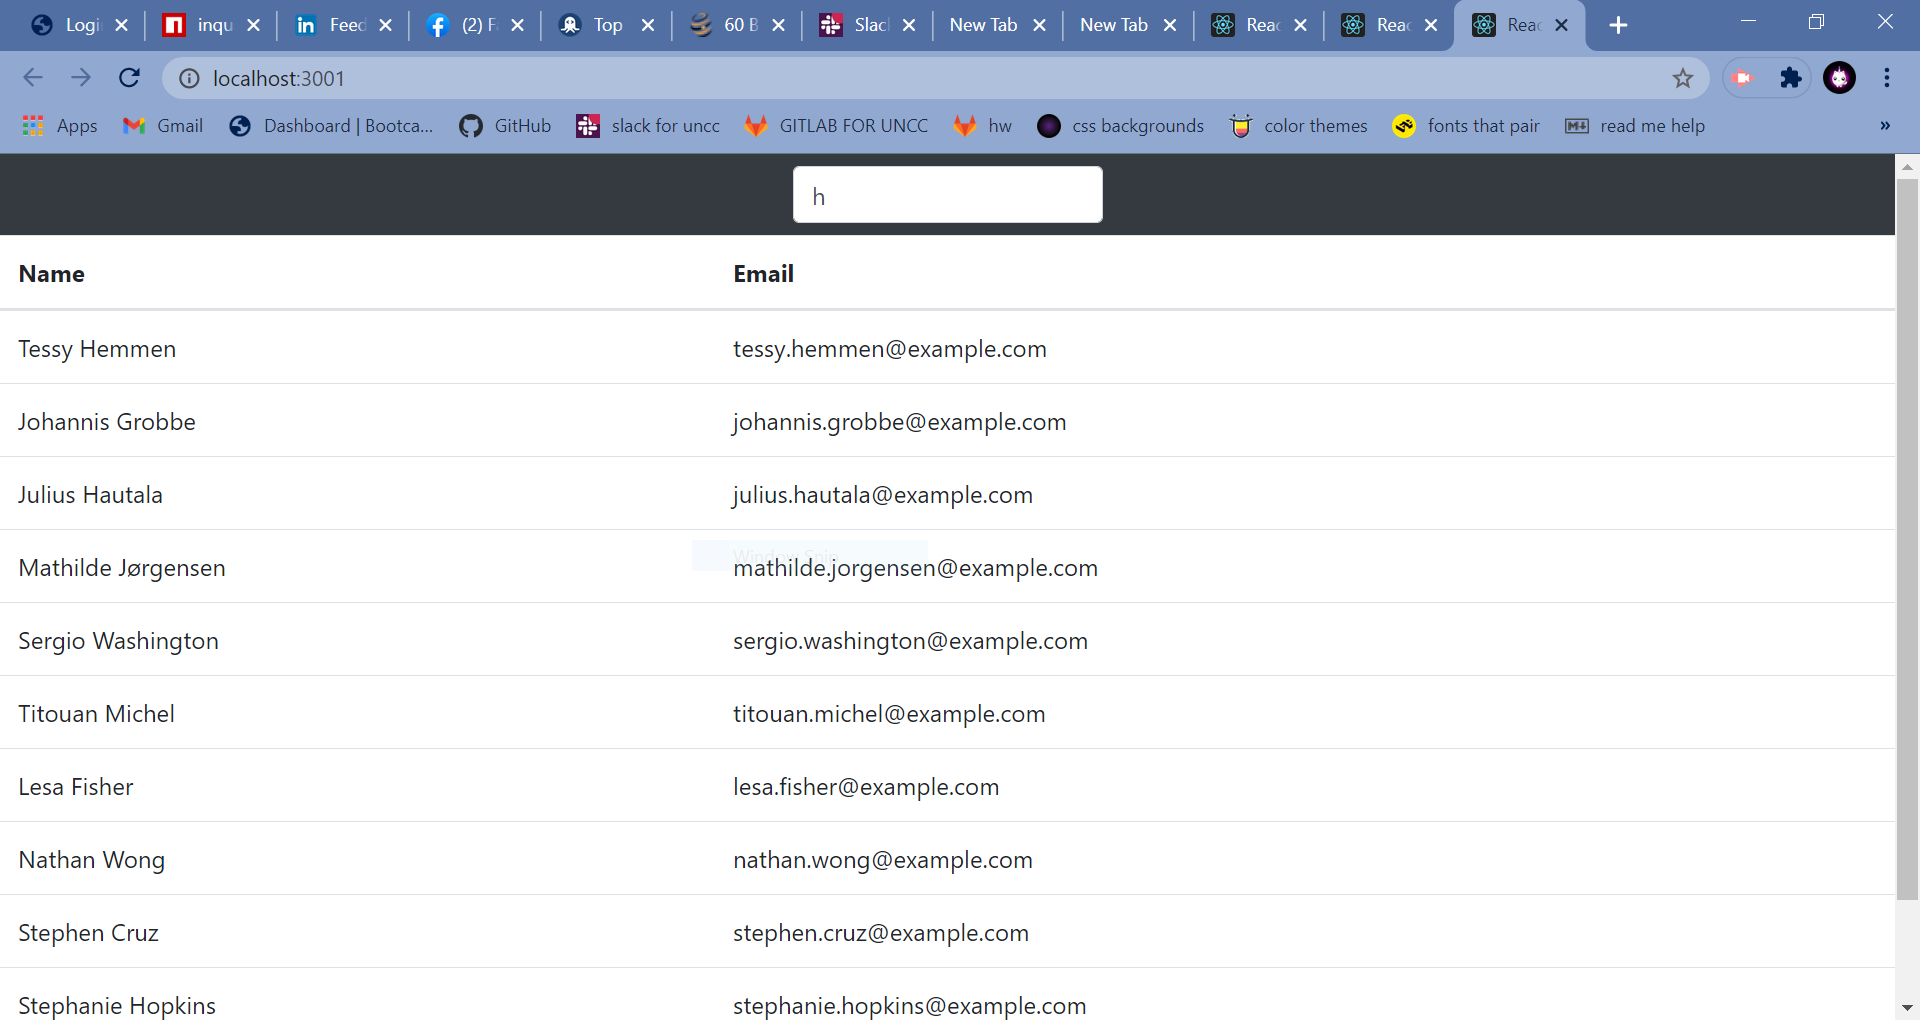 Logi inqu Feed (2) F Top 60 B Slac New Tab New Tab Reac Reac Reac
localhost:3001
Apps Gmail Dashboard | Bootca... GitHub slack for uncc GITLAB FOR UNCC hw css backgrounds color themes fonts that pair read me help »
h
Name Email
Tessy Hemmen tessy.hemmen@example.com
Johannis Grobbe johannis.grobbe@example.com
Julius Hautala julius.hautala@example.com
Window Snip
Mathilde Jørgensen mathilde.jorgensen@example.com
Sergio Washington sergio.washington@example.com
Titouan Michel titouan.michel@example.com
Lesa Fisher lesa.fisher@example.com
Nathan Wong nathan.wong@example.com
Stephen Cruz stephen.cruz@example.com
Stephanie Hopkins stephanie.hopkins@example.com